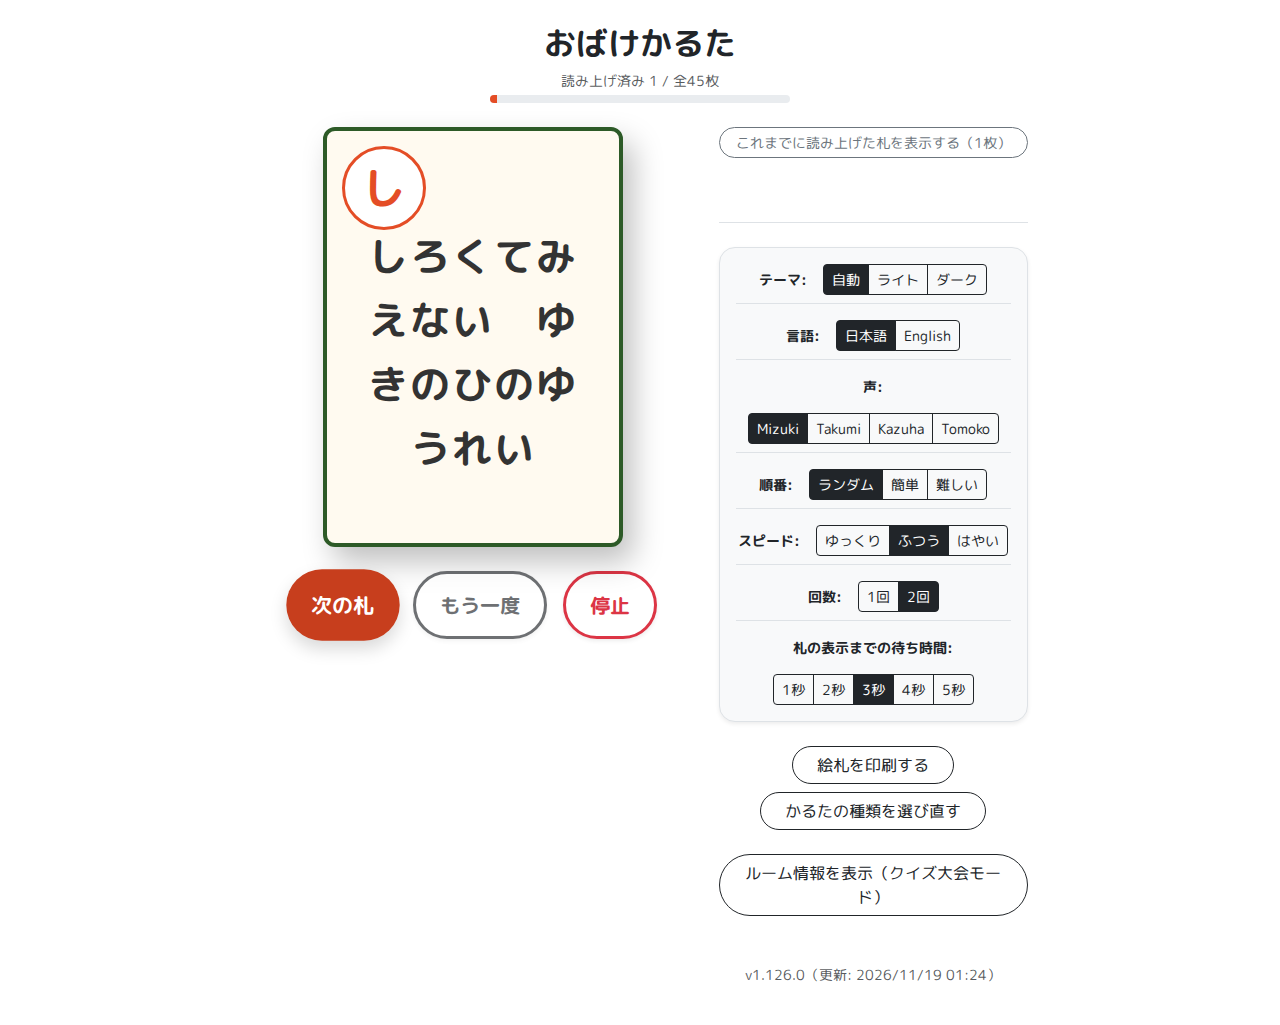 おばけかるた
読み上げ済み 1 / 全45枚
し
しろくてみ
えない　ゆ
きのひのゆ
うれい
次の札
もう一度
停止
これまでに読み上げた札を表示する（1枚）
テーマ: 自動 ライト ダーク
言語: 日本語 English
声:
Mizuki Takumi Kazuha Tomoko
順番: ランダム 簡単 難しい
スピード: ゆっくり ふつう はやい
回数: 1回 2回
札の表示までの待ち時間:
1秒 2秒 3秒 4秒 5秒
絵札を印刷する
かるたの種類を選び直す
ルーム情報を表示（クイズ大会モー
ド）
v1.126.0（更新: 2026/11/19 01:24）